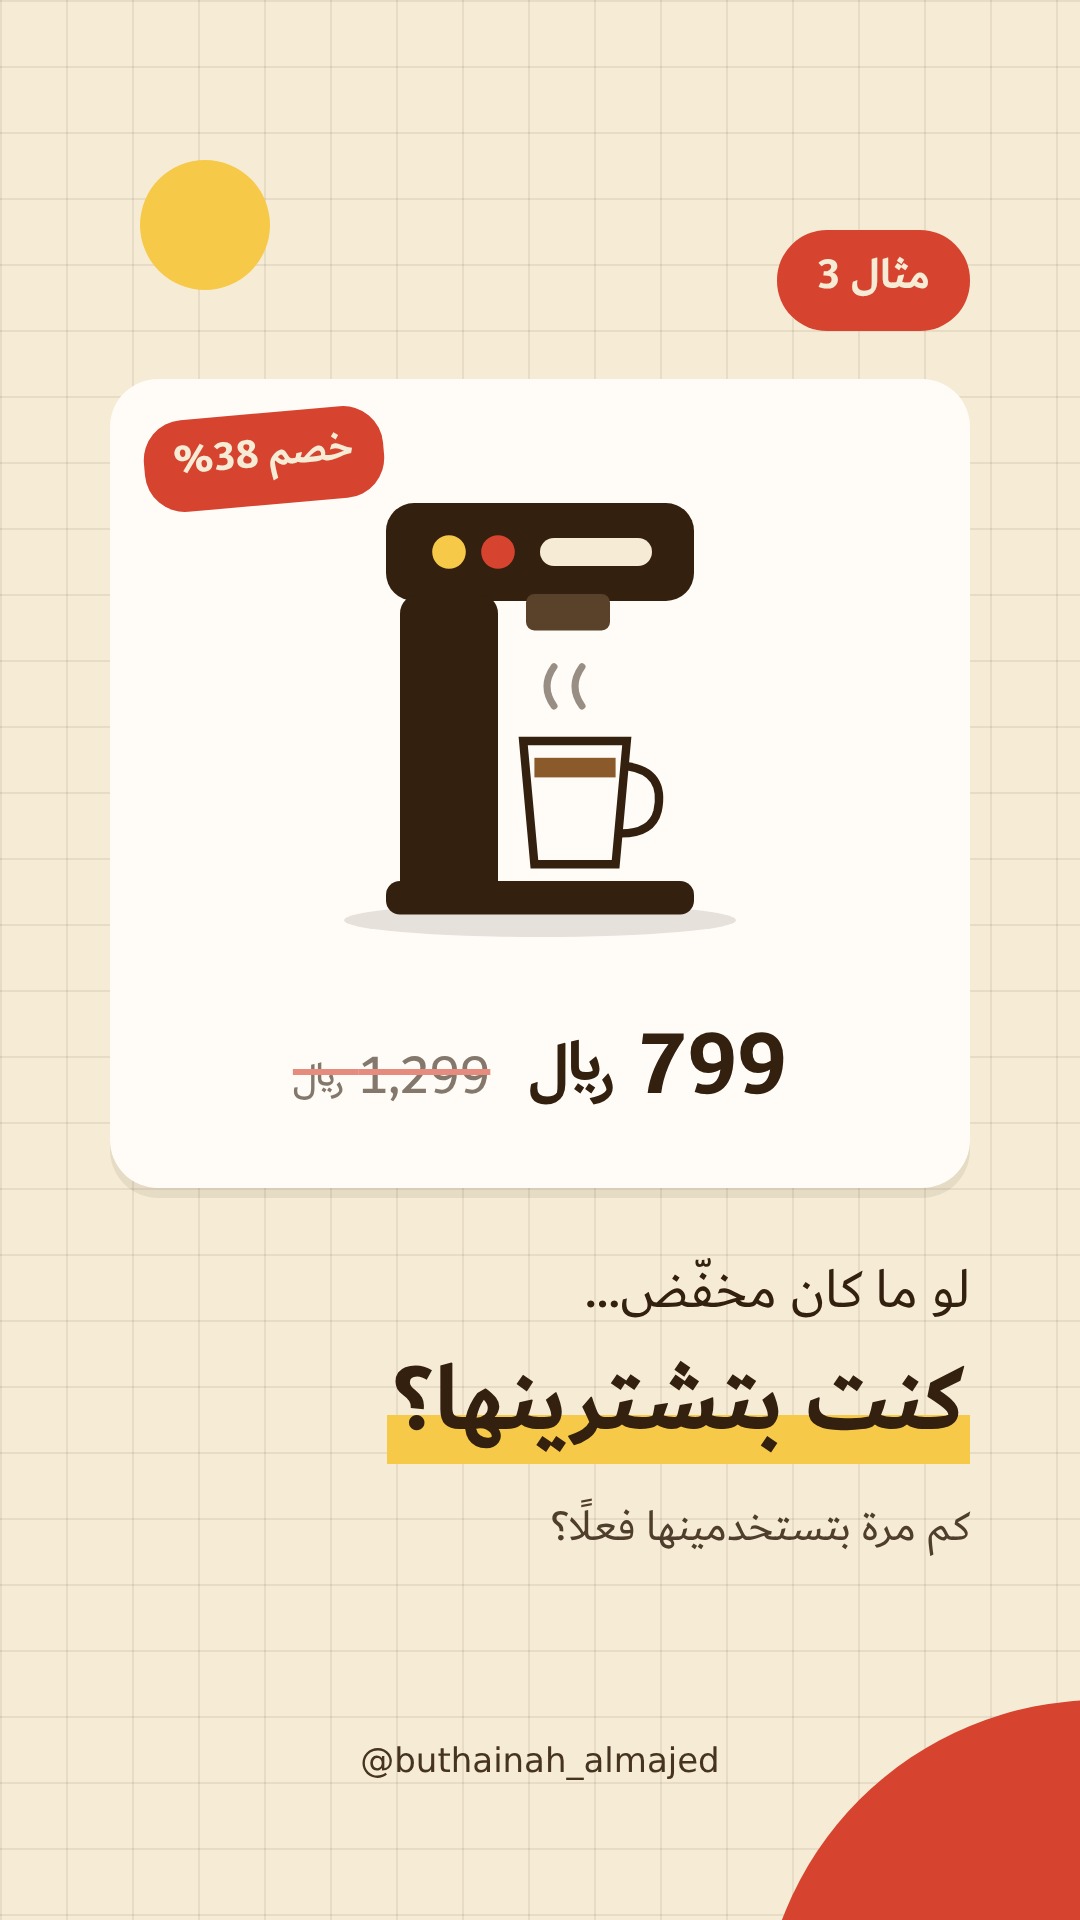 مثال 3
خصم 38%
799 ريال 1,299 ريال
لو ما كان مخفّض...
كنت بتشترينها؟
كم مرة بتستخدمينها فعلًا؟
@buthainah_almajed